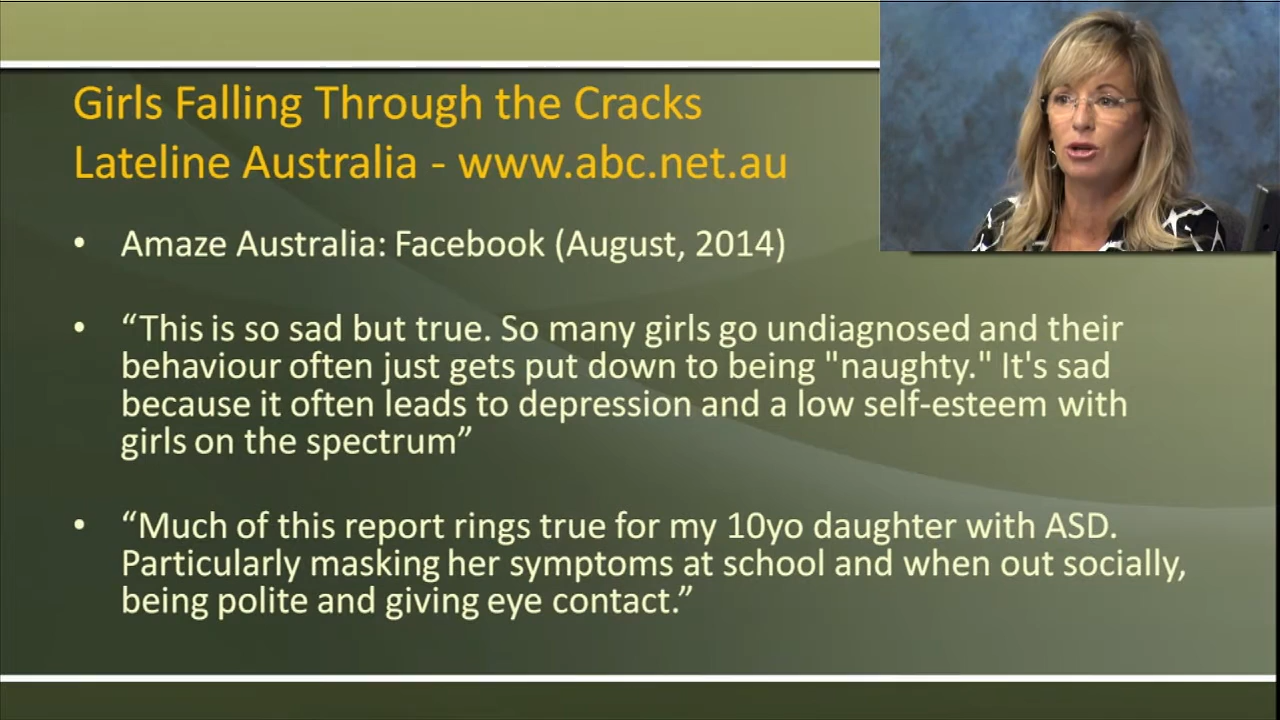 Girls Falling Through the Cracks
Lateline Australia - www.abc.net.au
• Amaze Australia: Facebook (August, 2014)
• “This is so sad but true. So many girls go undiagnosed and their
behaviour often just gets put down to being "naughty." It's sad
because it often leads to depression and a low self-esteem with
girls on the spectrum”
• “Much of this report rings true for my 10yo daughter with ASD.
Particularly masking her symptoms at school and when out socially,
being polite and giving eye contact.”